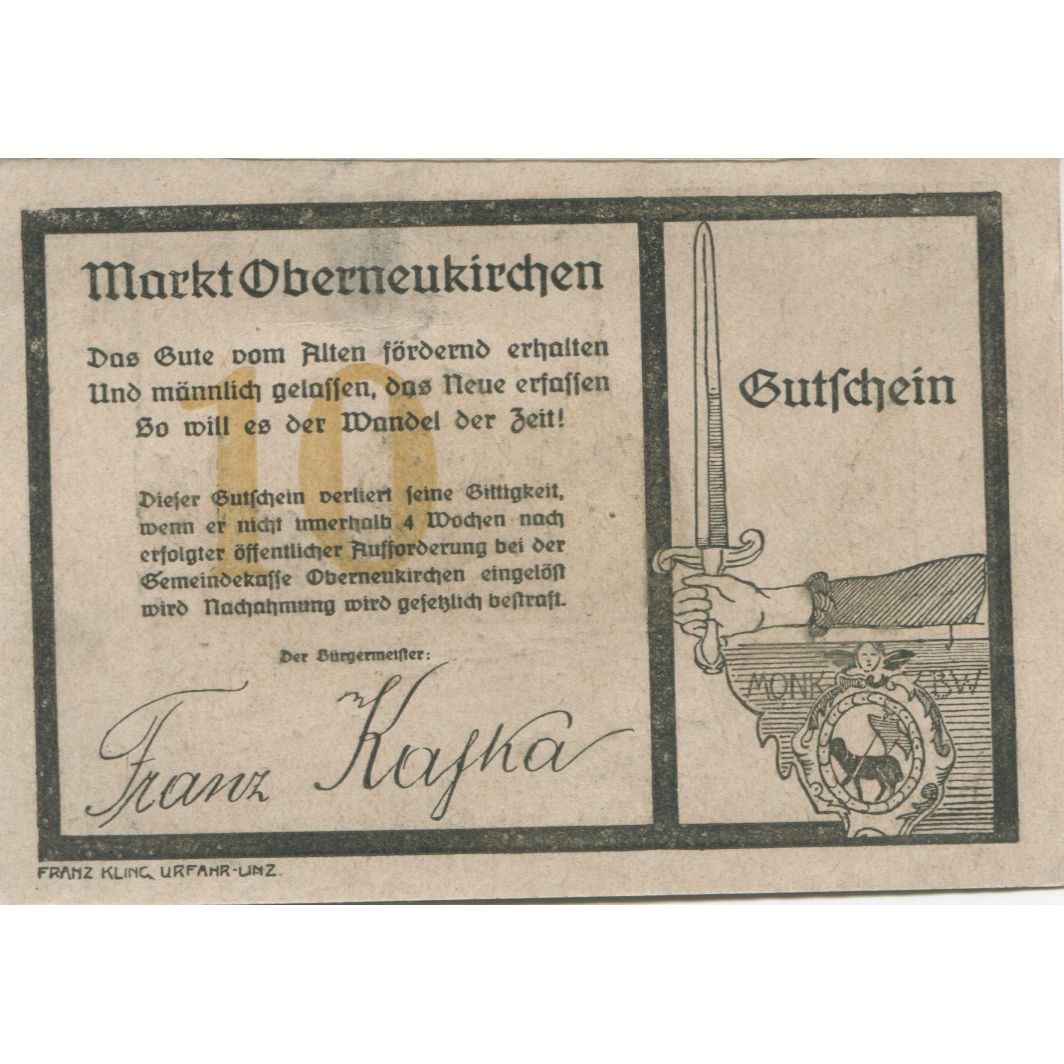 Markt Oberneukirchen
Das Gute vom Alten fördernd erhalten
Und männlich gelassen, das Neue erfassen
So will es der Wandel der Zeit!
10
Dieser Gutschein verliert seine Giltigkeit,
wenn er nicht innerhalb 4 Wochen nach
erfolgter öffentlicher Aufforderung bei der
Gemeindekasse Oberneukirchen eingelöst
wird Nachahmung wird gesetzlich bestraft.
Der Bürgermeister:
Franz Kafka
Gutschein
FRANZ KLING, URFAHR-LINZ.